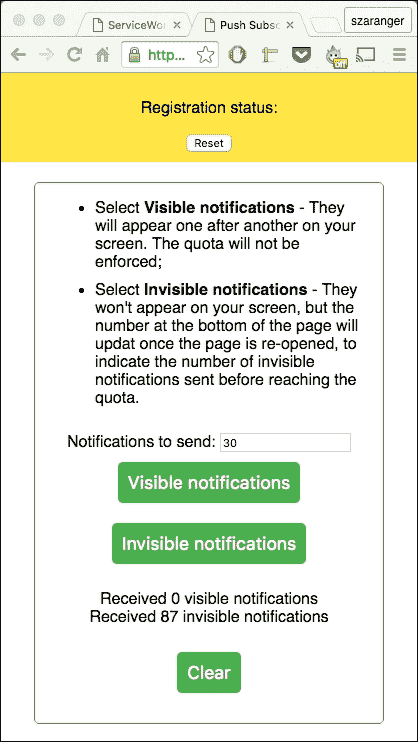 ServiceWor
Push Subsc
szaranger
http...
Registration status:
Reset
Select Visible notifications - They
will appear one after another on your
screen. The quota will not be
enforced;
Select Invisible notifications - They
won't appear on your screen, but the
number at the bottom of the page will
updat once the page is re-opened, to
indicate the number of invisible
notifications sent before reaching the
quota.
Notifications to send: 30
Visible notifications
Invisible notifications
Received 0 visible notifications
Received 87 invisible notifications
Clear